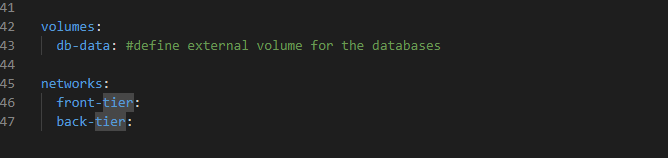 41
42 volumes:
43 db-data: #define external volume for the databases
44
45 networks:
46 front-tier:
47 back-tier: